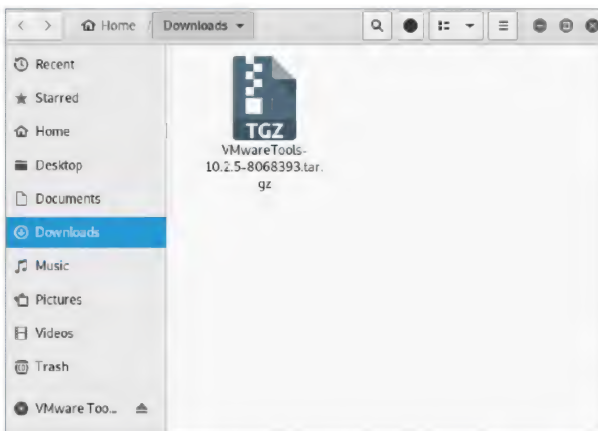 Home / Downloads
Recent
Starred
Home
Desktop
Documents
Downloads
Music
Pictures
Videos
Trash
VMware Too...
TGZ
VMwareTools-
10.2.5-8068393.tar.
gz